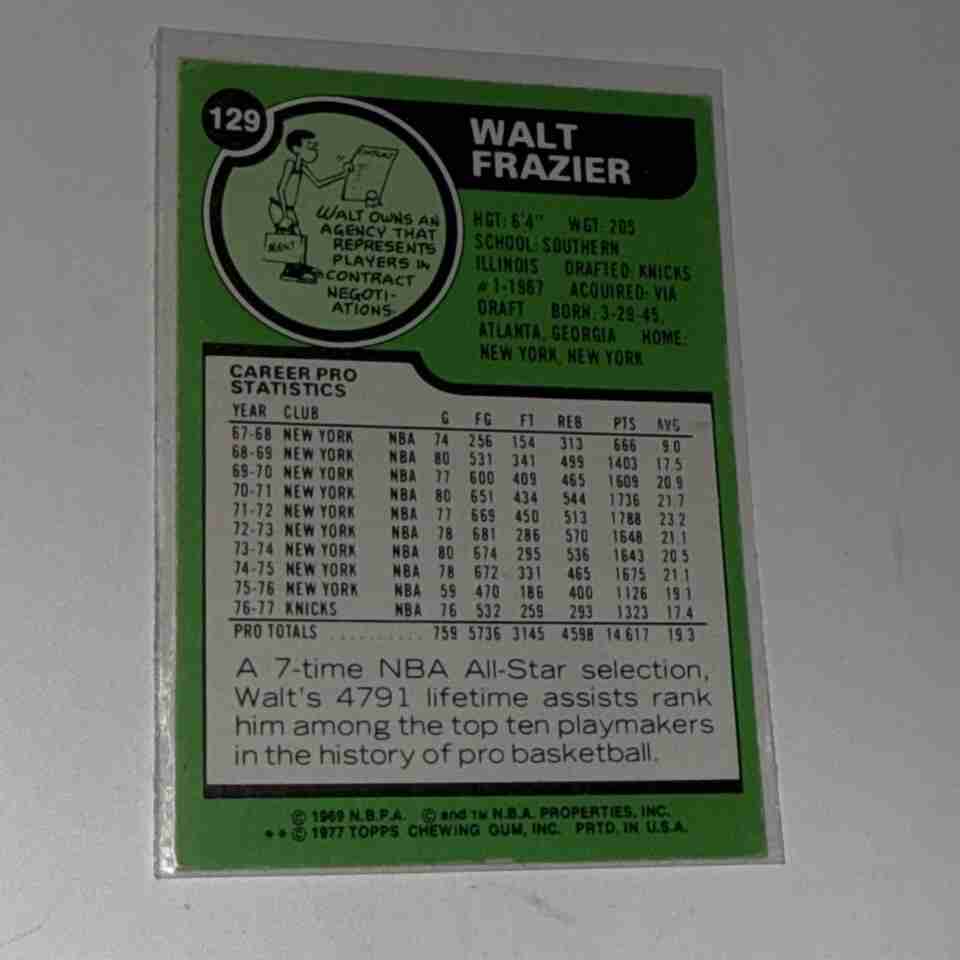 129
WALT
FRAZIER
WALT OWNS AN
AGENCY THAT
REPRESENTS
PLAYERS IN
CONTRACT
NEGOTI-
ATIONS.
HGT: 6'4" WGT: 205
SCHOOL: SOUTHERN
ILLINOIS DRAFTED: KNICKS
#1-1967 ACQUIRED: VIA
DRAFT BORN: 3-29-45,
ATLANTA, GEORGIA HOME:
NEW YORK, NEW YORK
CAREER PRO
STATISTICS
YEAR CLUB G FG FT REB PTS AVG
67-68 NEW YORK NBA 74 256 154 313 666 9.0
68-69 NEW YORK NBA 80 531 341 499 1403 17.5
69-70 NEW YORK NBA 77 600 409 465 1609 20.9
70-71 NEW YORK NBA 80 651 434 544 1736 21.7
71-72 NEW YORK NBA 77 669 450 513 1788 23.2
72-73 NEW YORK NBA 78 681 286 570 1648 21.1
73-74 NEW YORK NBA 80 674 295 536 1643 20.5
74-75 NEW YORK NBA 78 672 331 465 1675 21.1
75-76 NEW YORK NBA 59 470 186 400 1126 19.1
76-77 KNICKS NBA 76 532 259 293 1323 17.4
PRO TOTALS .......... 759 5736 3145 4598 14,617 19.3
A 7-time NBA All-Star selection,
Walt's 4791 lifetime assists rank
him among the top ten playmakers
in the history of pro basketball.
© 1969 N.B.P.A. © and TM N.B.A. PROPERTIES, INC.
** © 1977 TOPPS CHEWING GUM, INC. PRTD. IN U.S.A.